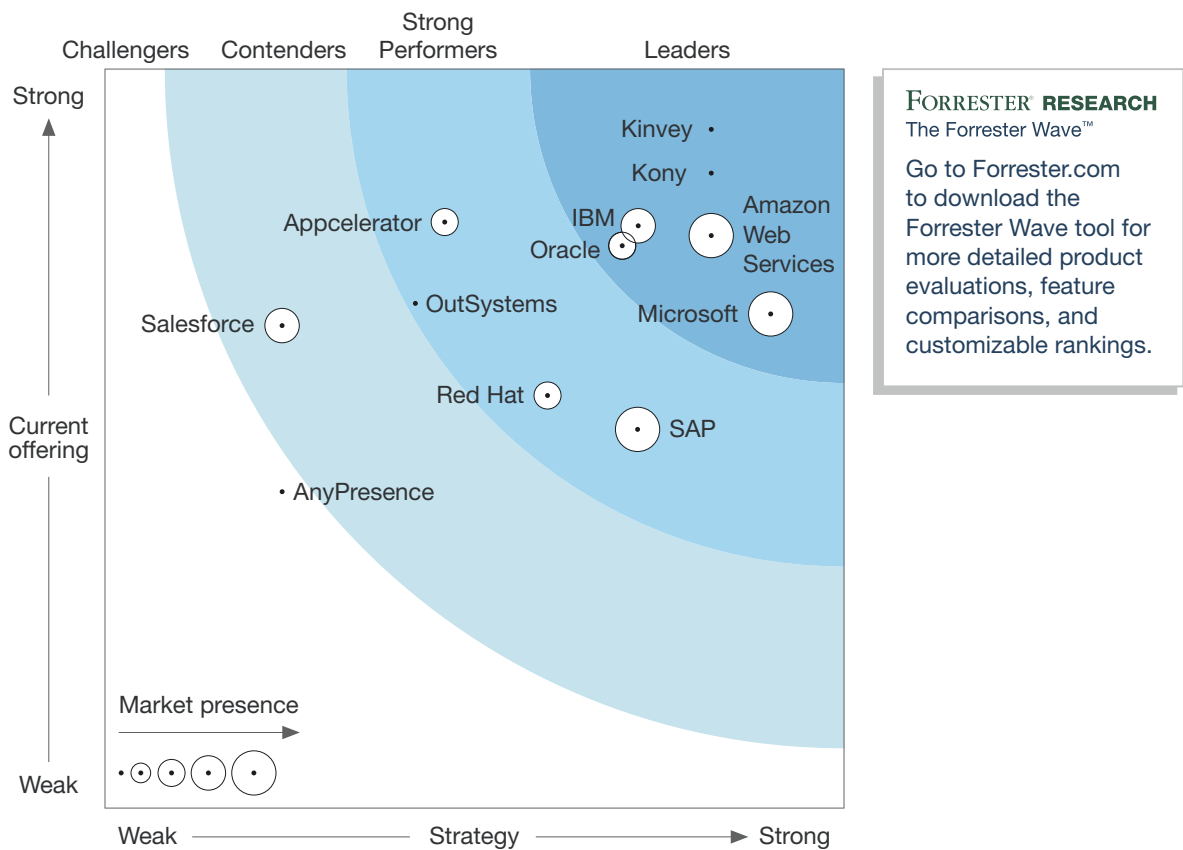 Strong
Challengers Contenders Performers Leaders
Strong
FORRESTER® RESEARCH
The Forrester Wave™
Go to Forrester.com
to download the
Forrester Wave tool for
more detailed product
evaluations, feature
comparisons, and
customizable rankings.
Kinvey
Kony
Appcelerator
IBM
Oracle
Amazon
Web
Services
OutSystems
Salesforce
Microsoft
Red Hat
SAP
Current
offering
AnyPresence
Market presence
Weak
Weak Strategy Strong